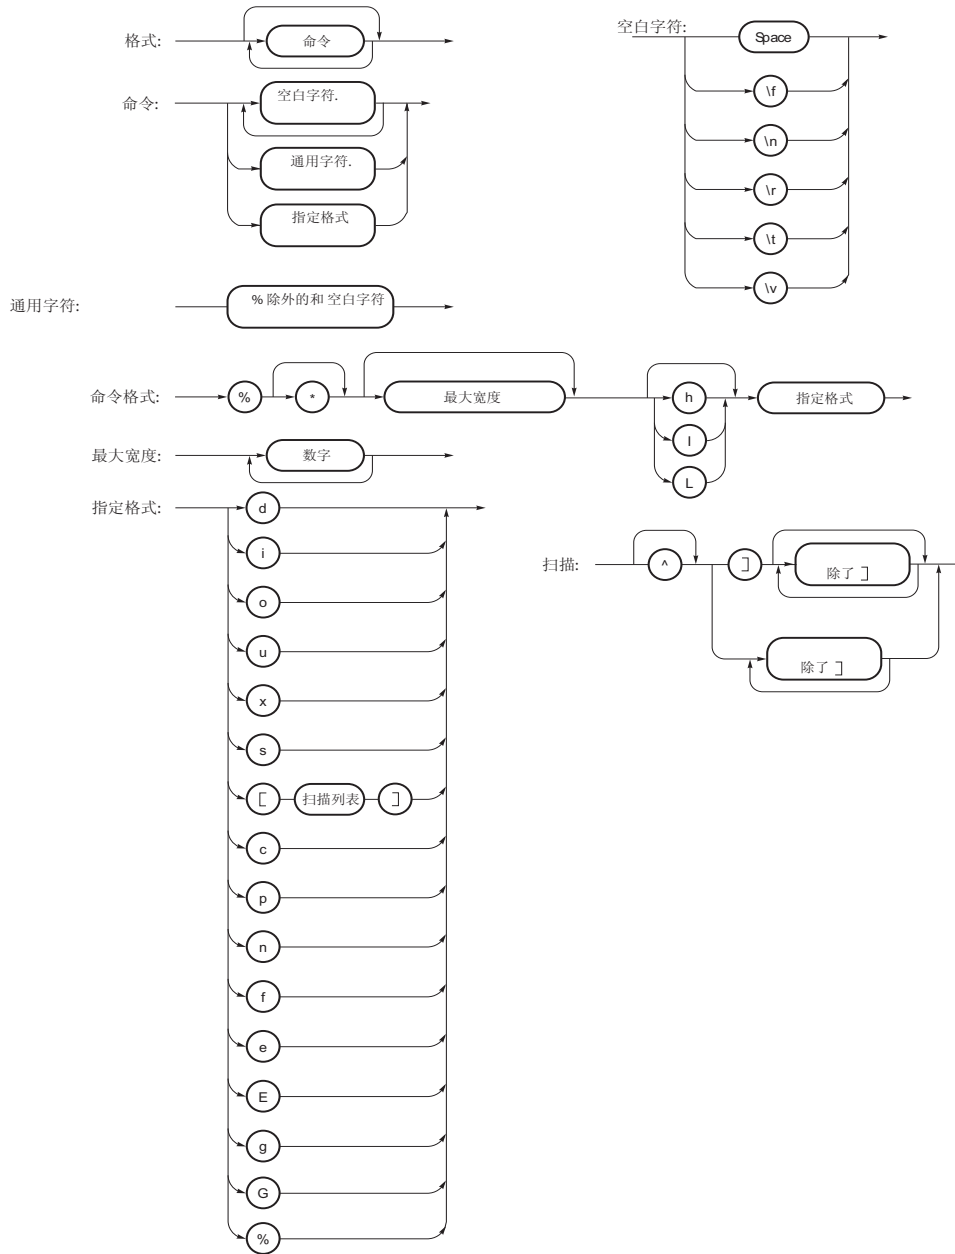 格式:
命令
命令:
空白字符.
通用字符.
指定格式
空白字符:
Space
\f
\n
\r
\t
\v
通用字符:
% 除外的和 空白字符
命令格式:
%
*
最大宽度
h
l
L
指定格式
最大宽度:
数字
指定格式:
d
i
o
u
x
s
[
扫描列表
]
c
p
n
f
e
E
g
G
%
扫描:
^
]
除了 ]
除了 ]